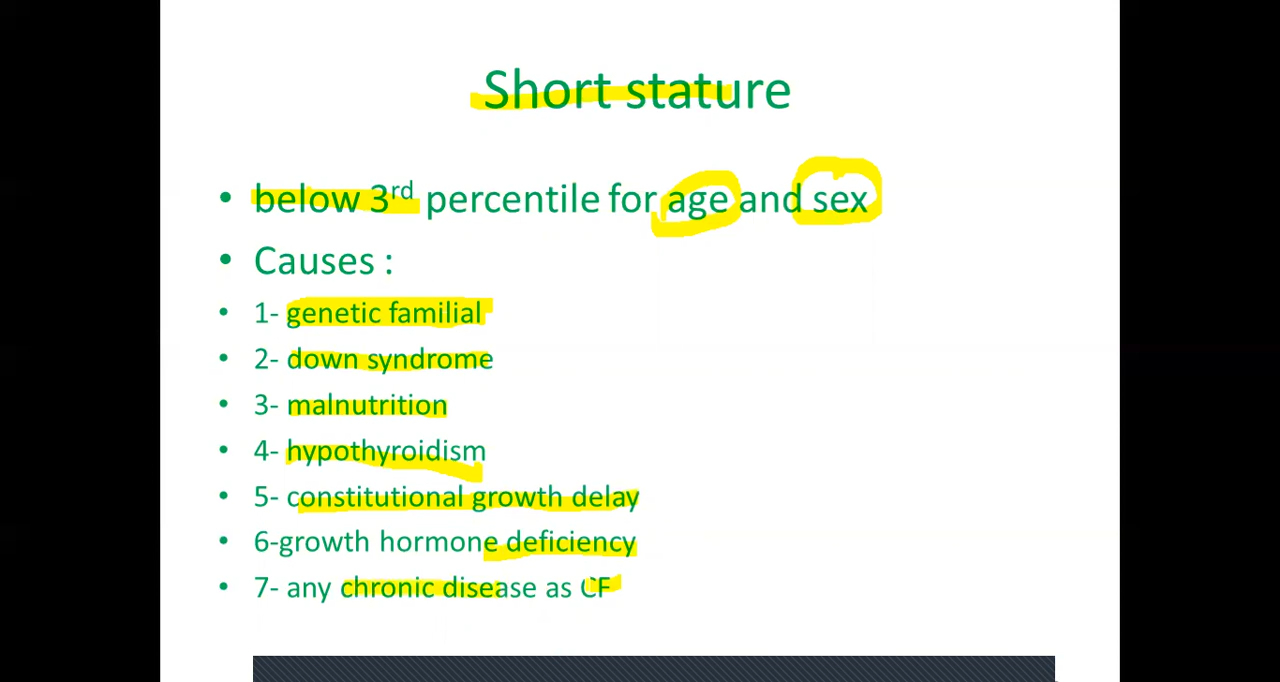 Short stature
• below 3rd percentile for age and sex
• Causes :
• 1- genetic familial
• 2- down syndrome
• 3- malnutrition
• 4- hypothyroidism
• 5- constitutional growth delay
• 6-growth hormone deficiency
• 7- any chronic disease as CF